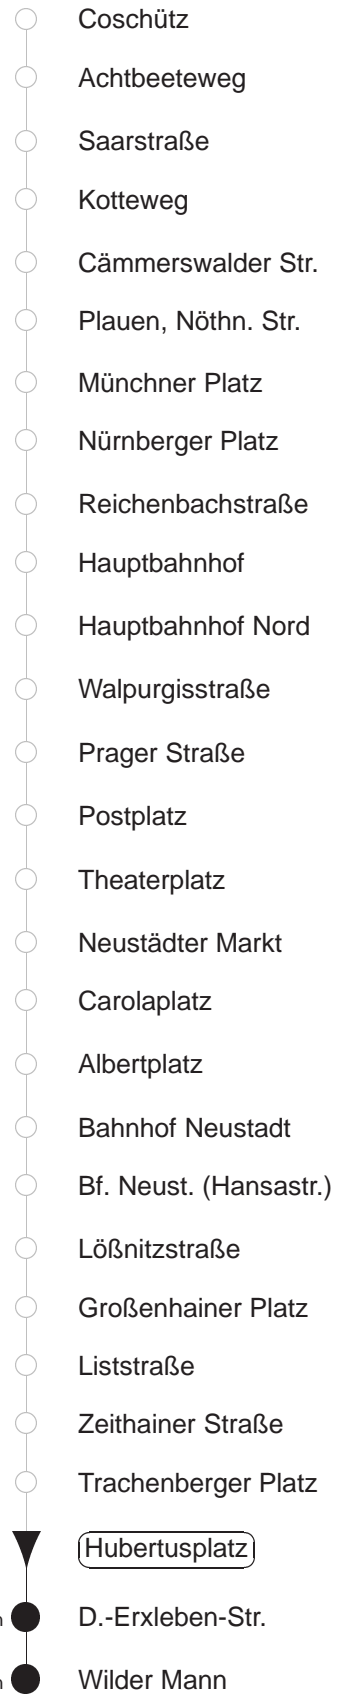 Coschütz
Achtbeeteweg
Saarstraße
Kotteweg
Cämmerswalder Str.
Plauen, Nöthn. Str.
Münchner Platz
Nürnberger Platz
Reichenbachstraße
Hauptbahnhof
Hauptbahnhof Nord
Walpurgisstraße
Prager Straße
Postplatz
Theaterplatz
Neustädter Markt
Carolaplatz
Albertplatz
Bahnhof Neustadt
Bf. Neust. (Hansastr.)
Lößnitzstraße
Großenhainer Platz
Liststraße
Zeithainer Straße
Trachenberger Platz
Hubertusplatz
D.-Erxleben-Str.
Wilder Mann